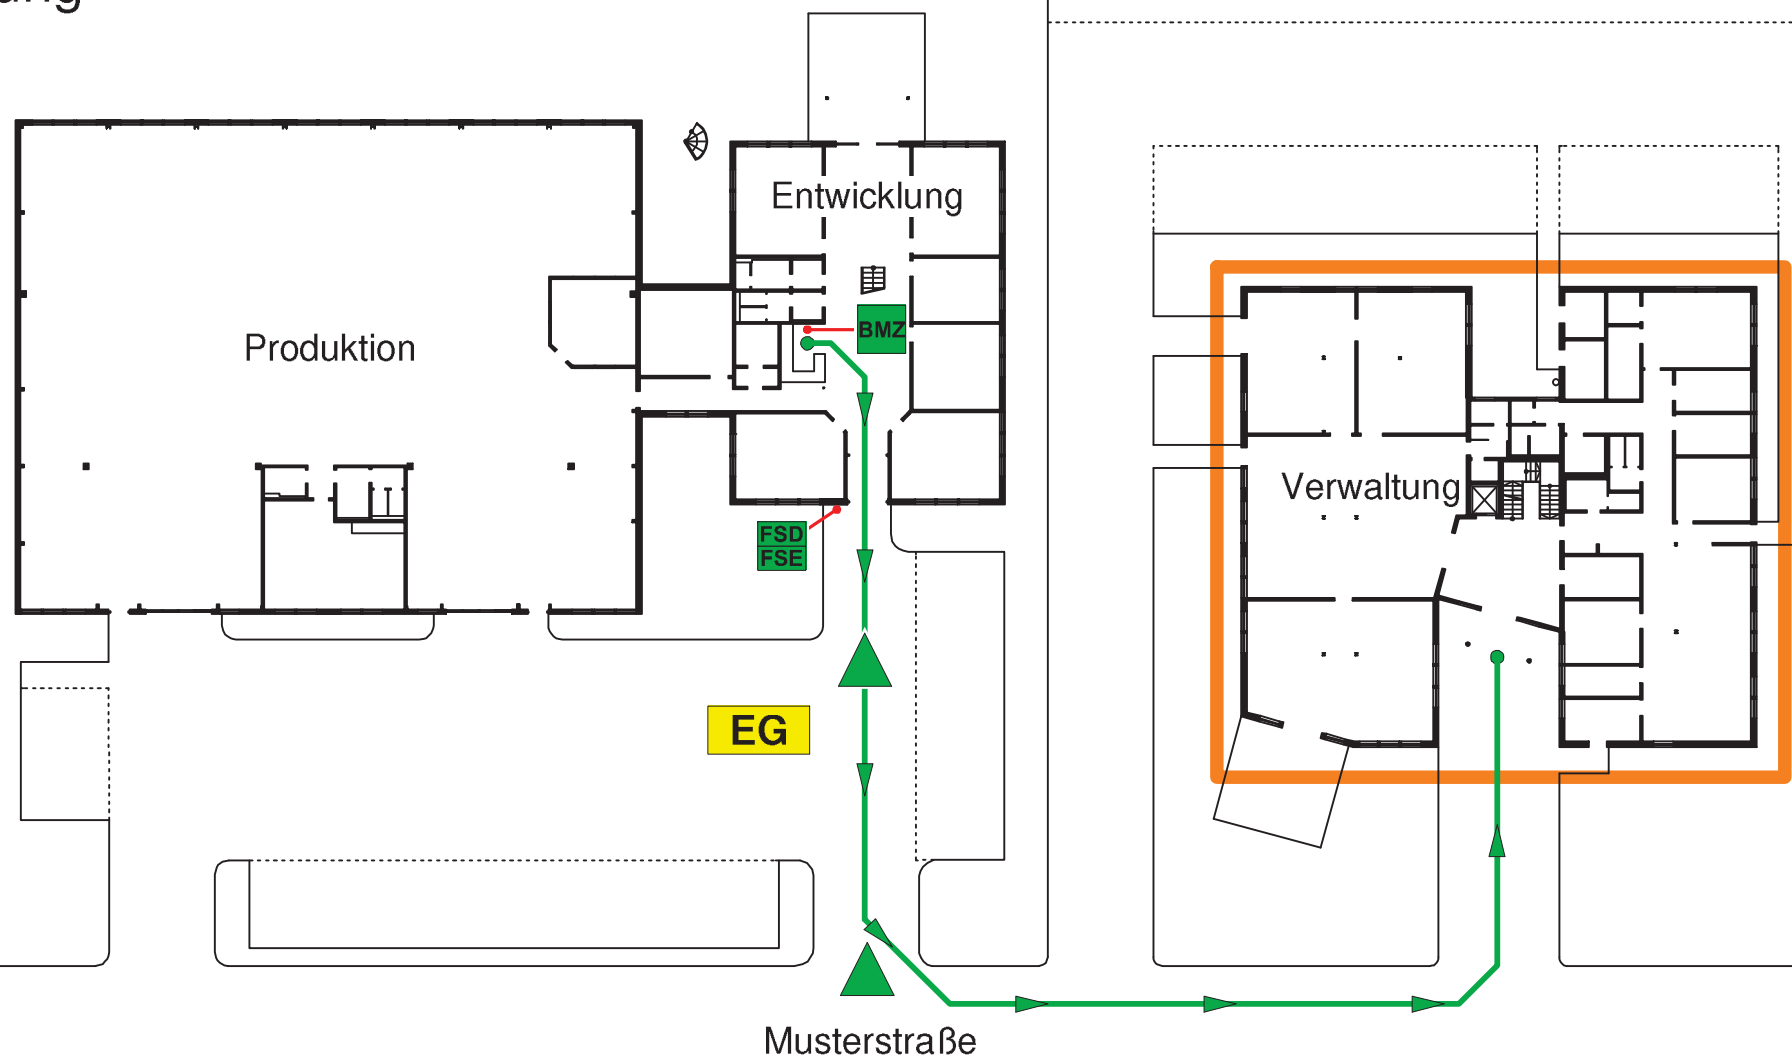 Entwicklung
BMZ
Produktion
Verwaltung
FSD
FSE
EG
Musterstraße